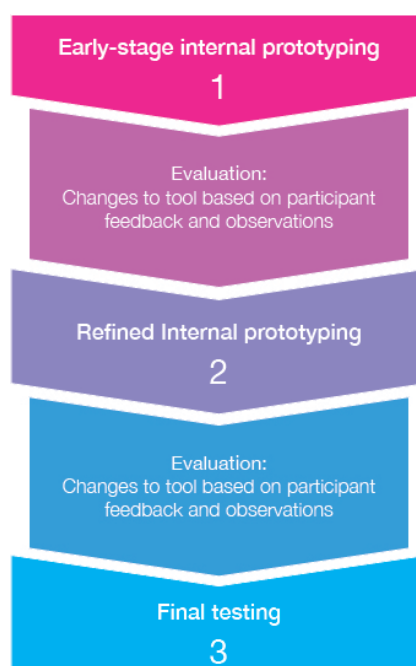 Early-stage internal prototyping
1
Evaluation:
Changes to tool based on participant
feedback and observations
Refined Internal prototyping
2
Evaluation:
Changes to tool based on participant
feedback and observations
Final testing
3